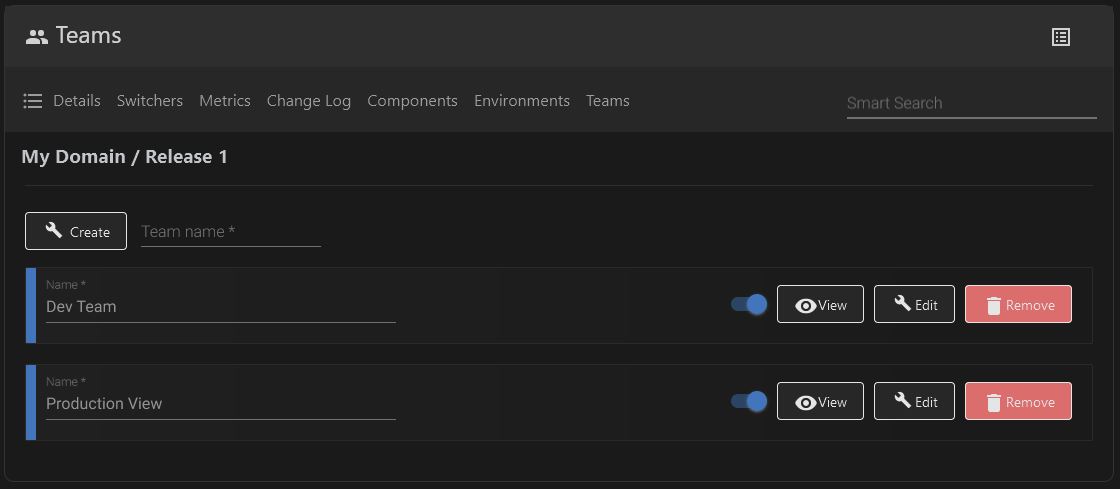 Teams
Details Switchers Metrics Change Log Components Environments Teams
Smart Search
My Domain / Release 1
Create Team name *
Name *
Dev Team
View Edit Remove
Name *
Production View
View Edit Remove